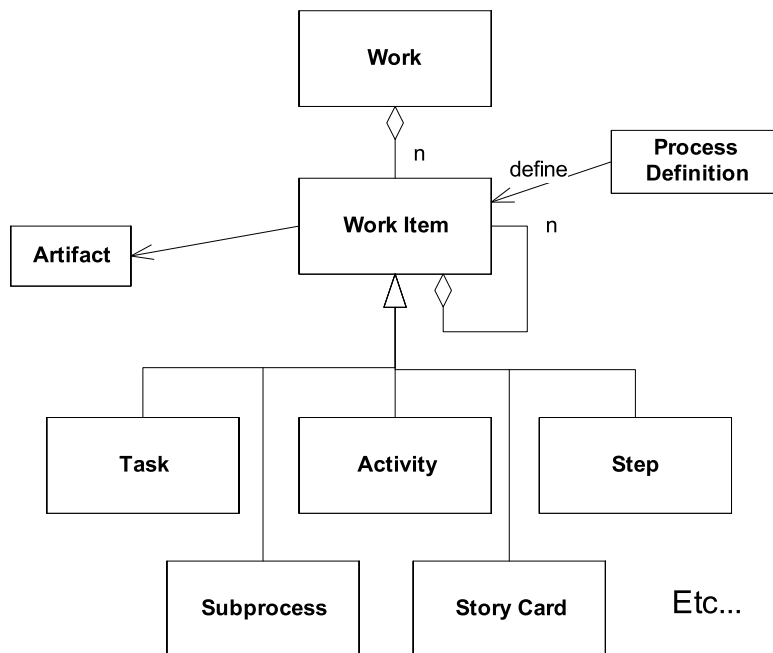 Work
n
define
Process
Definition
Work Item
n
Artifact
Task
Activity
Step
Subprocess
Story Card
Etc...